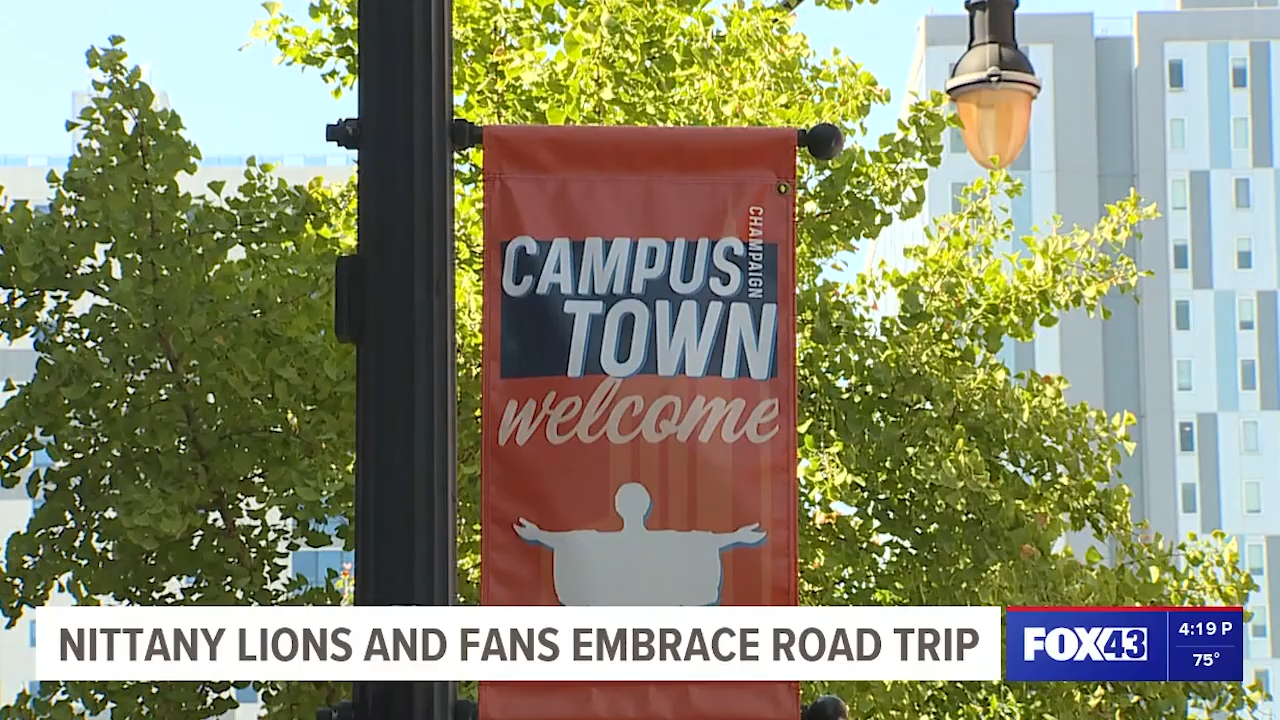 CHAMPAIGN
CAMPUS
TOWN
welcome
NITTANY LIONS AND FANS EMBRACE ROAD TRIP
FOX43
4:19 P
75°